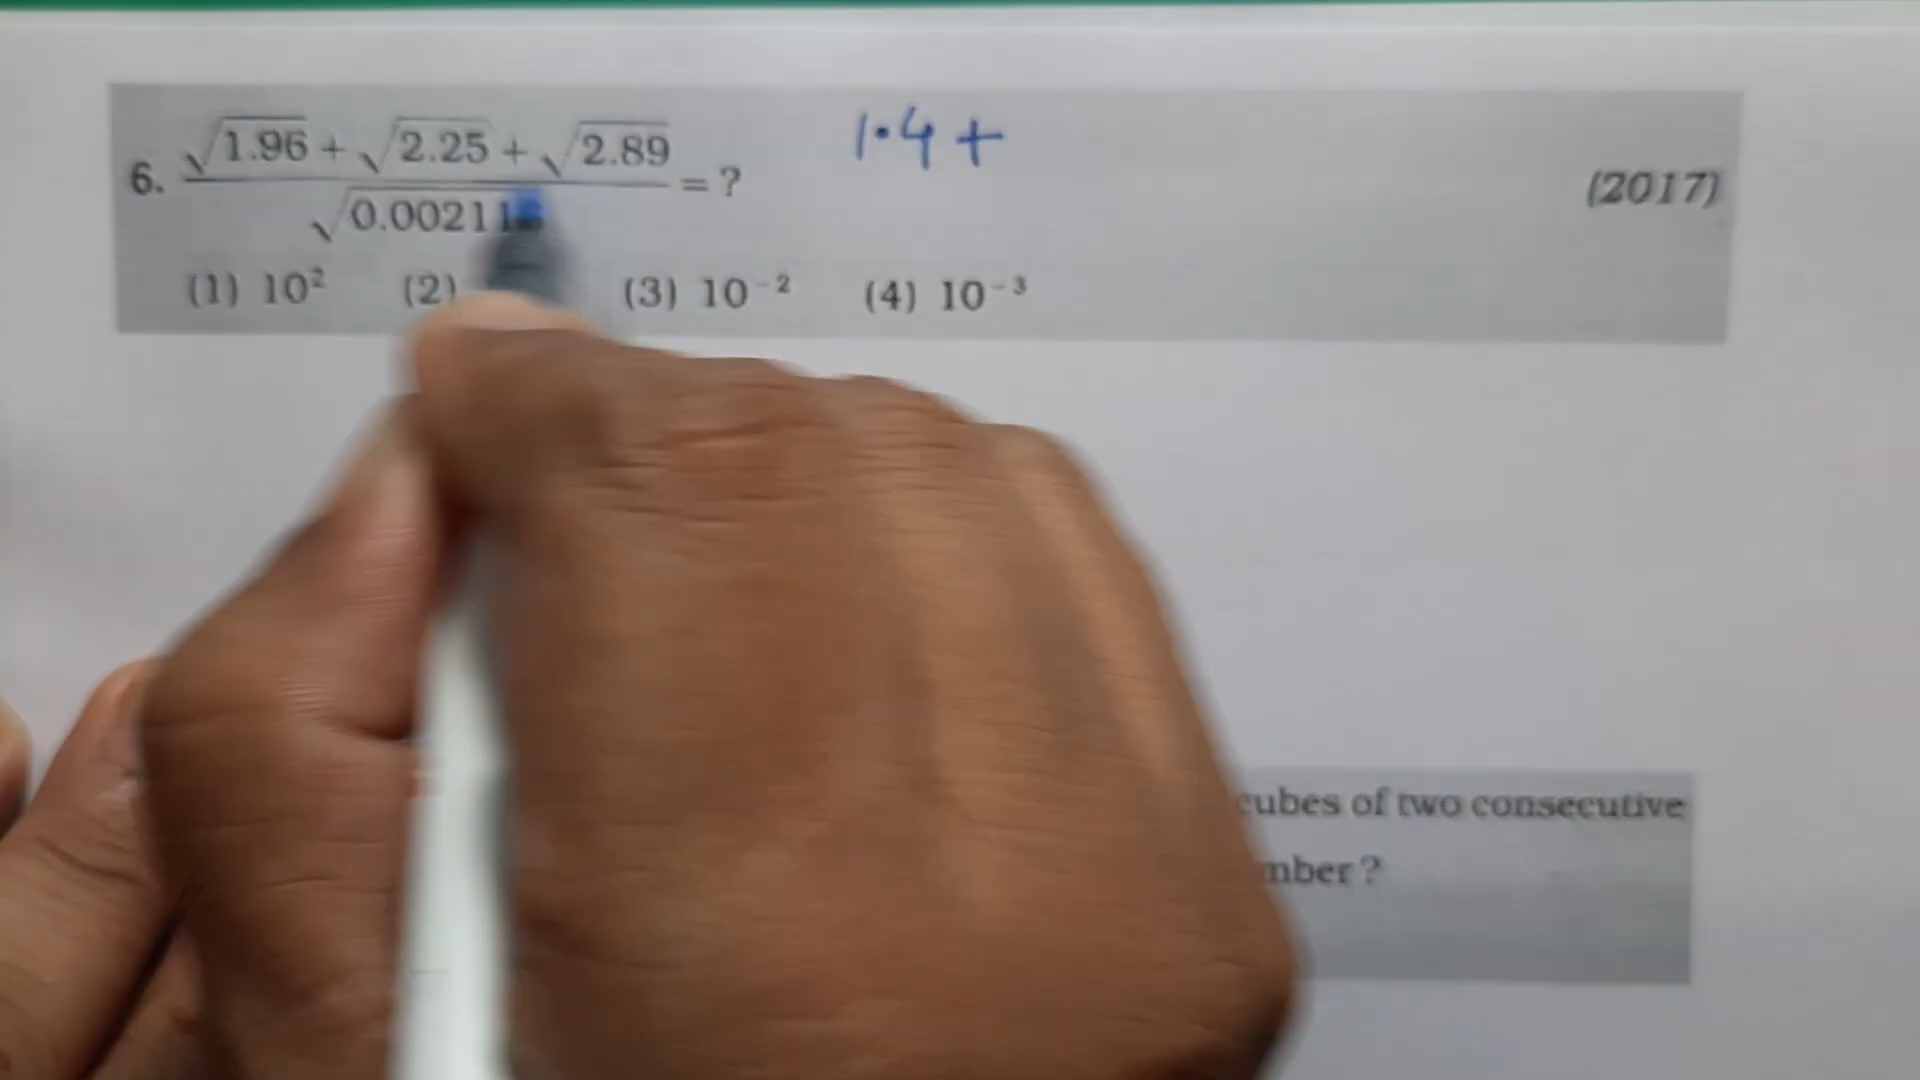 6. (√1.96 + √2.25 + √2.89) / √0.00211 = ? 1.4 +
(2017)
(1) 10² (2) (3) 10⁻² (4) 10⁻³
cubes of two consecutive
mber ?